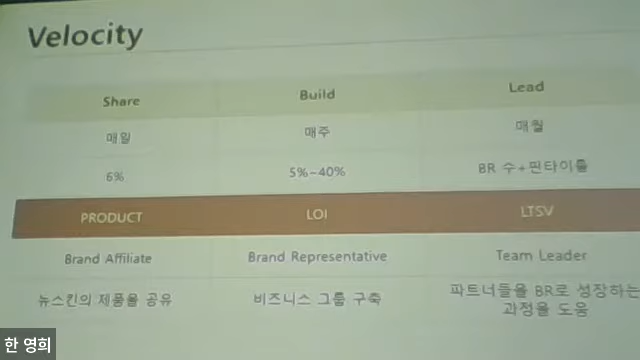 Velocity
Share Build Lead
매월 매주 매월
6% 5%~40% BR 수+핀타이틀
PRODUCT LOI LTSV
Brand Affiliate Brand Representative Team Leader
뉴스킨의 제품을 공유 비즈니스 그룹 구축 파트너들을 BR로 성장하는
과정을 도움
한 영희